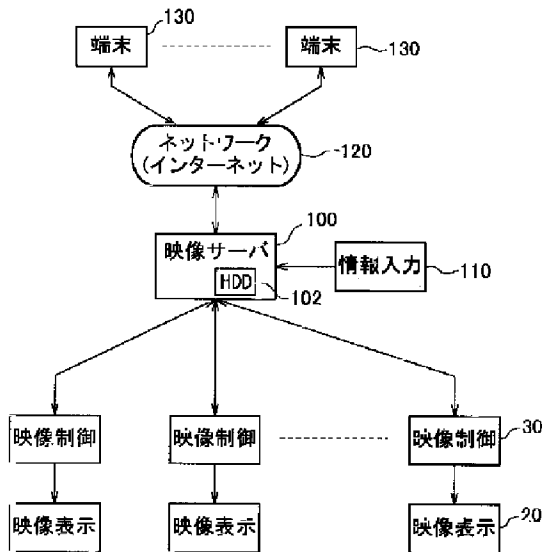 130
端末
端末
130
ネットワーク
(インターネット)
120
100
映像サーバ
HDD
102
情報入力
110
映像制御
映像制御
映像制御
30
映像表示
映像表示
映像表示
20